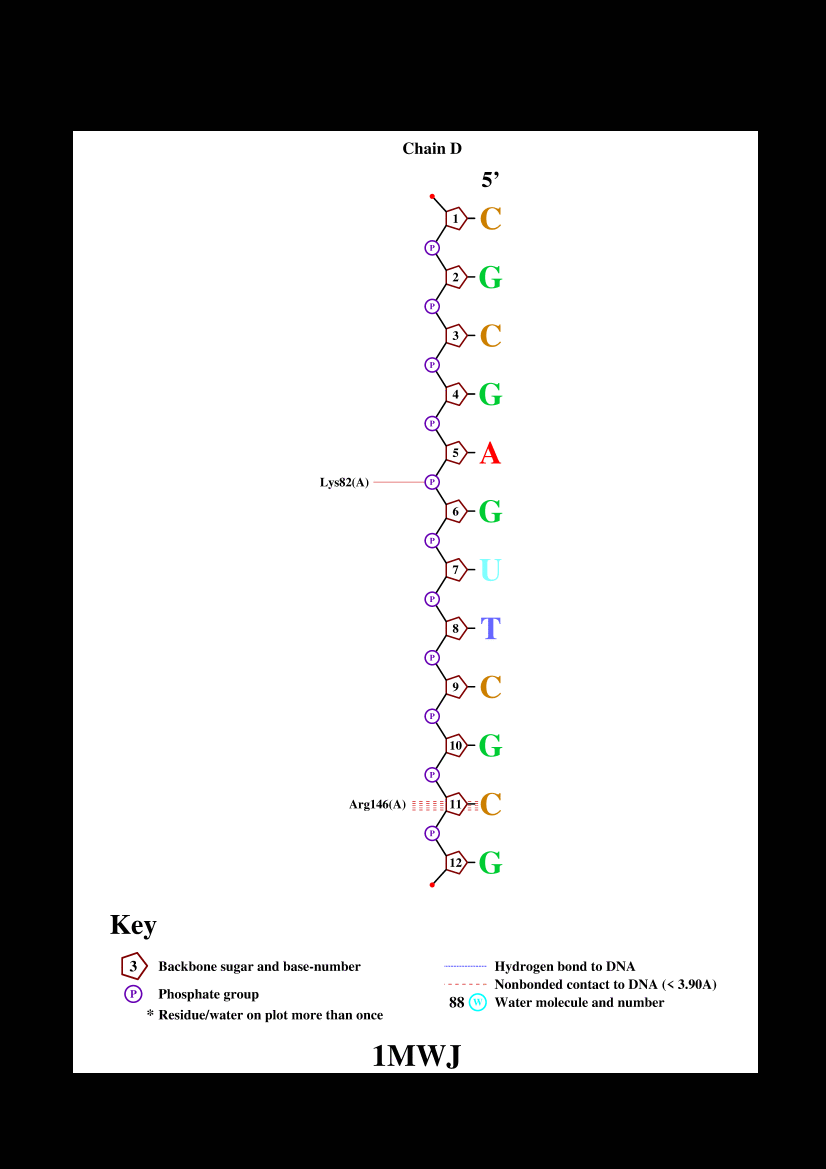 Chain D
5’
1 C
P
2 G
P
3 C
P
4 G
P
5 A
Lys82(A) P
6 G
P
7 U
P
8 T
P
9 C
P
10 G
P
Arg146(A) 11 C
P
12 G
Key
3 Backbone sugar and base-number
P Phosphate group
* Residue/water on plot more than once
Hydrogen bond to DNA
Nonbonded contact to DNA (< 3.90A)
88 W Water molecule and number
1MWJ